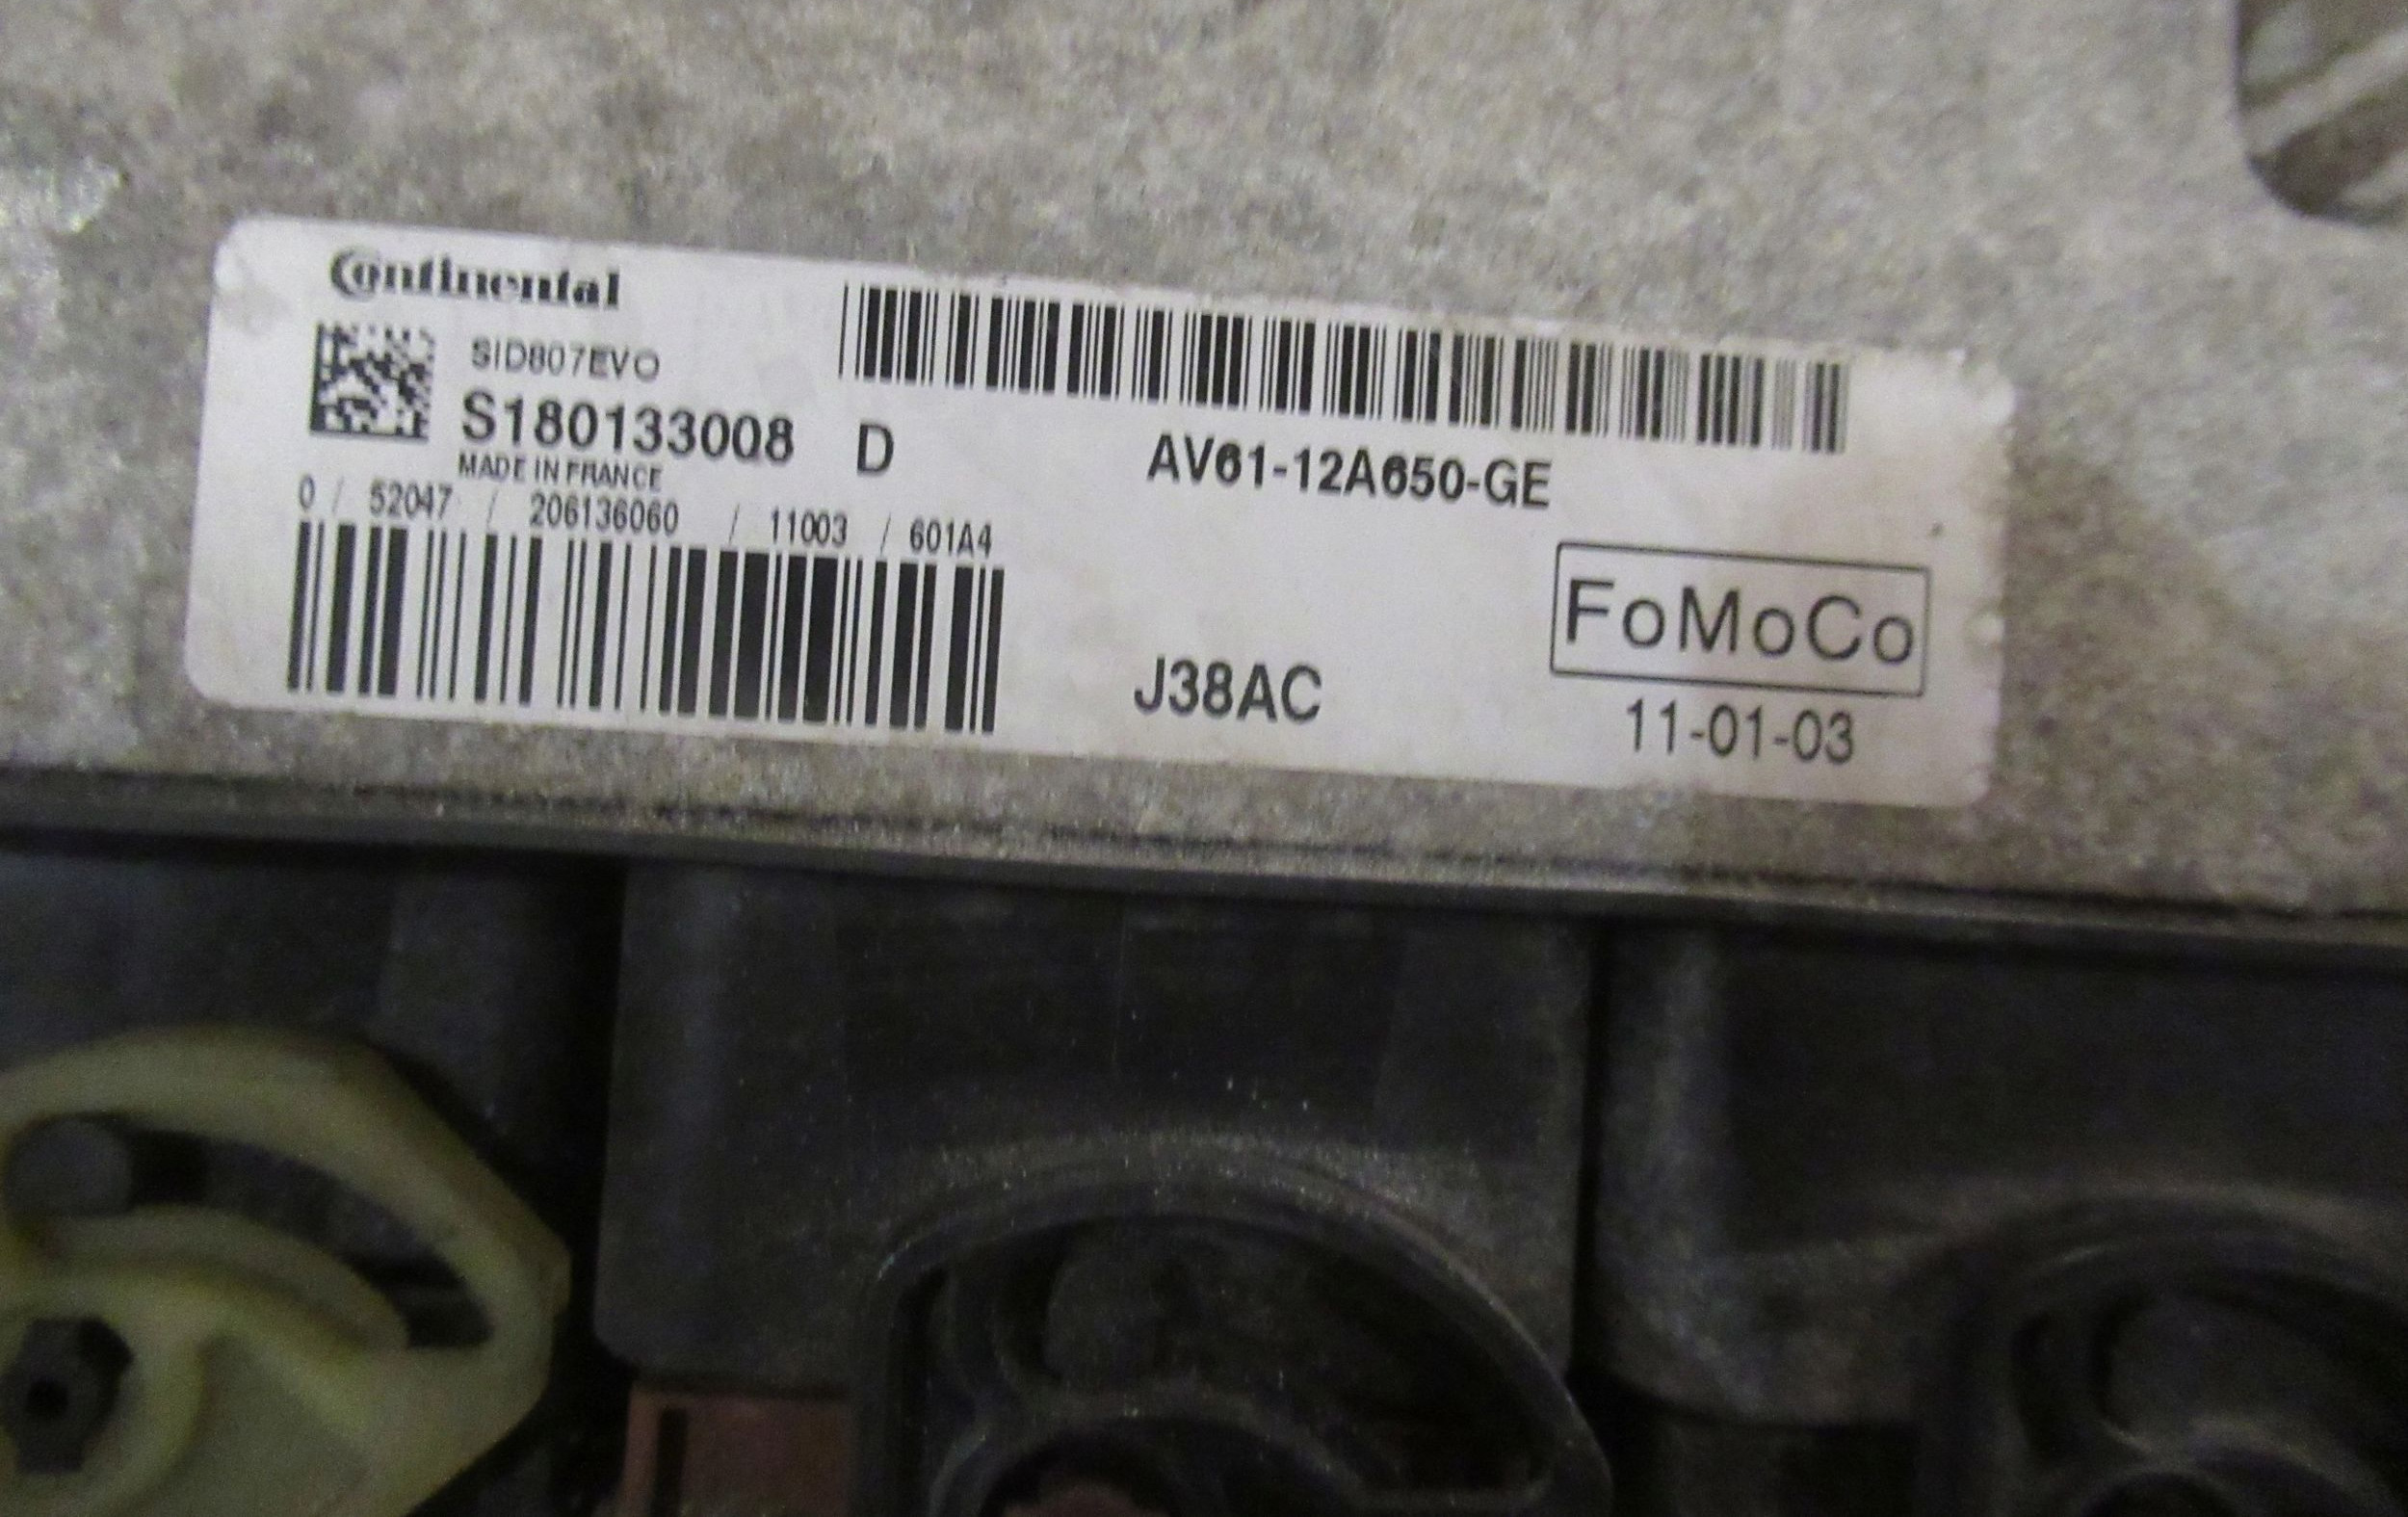 Continental
SID807EVO
S180133008 D
MADE IN FRANCE
0 / 52047 / 206136060 / 11003 / 601A4
AV61-12A650-GE
FoMoCo
J38AC
11-01-03